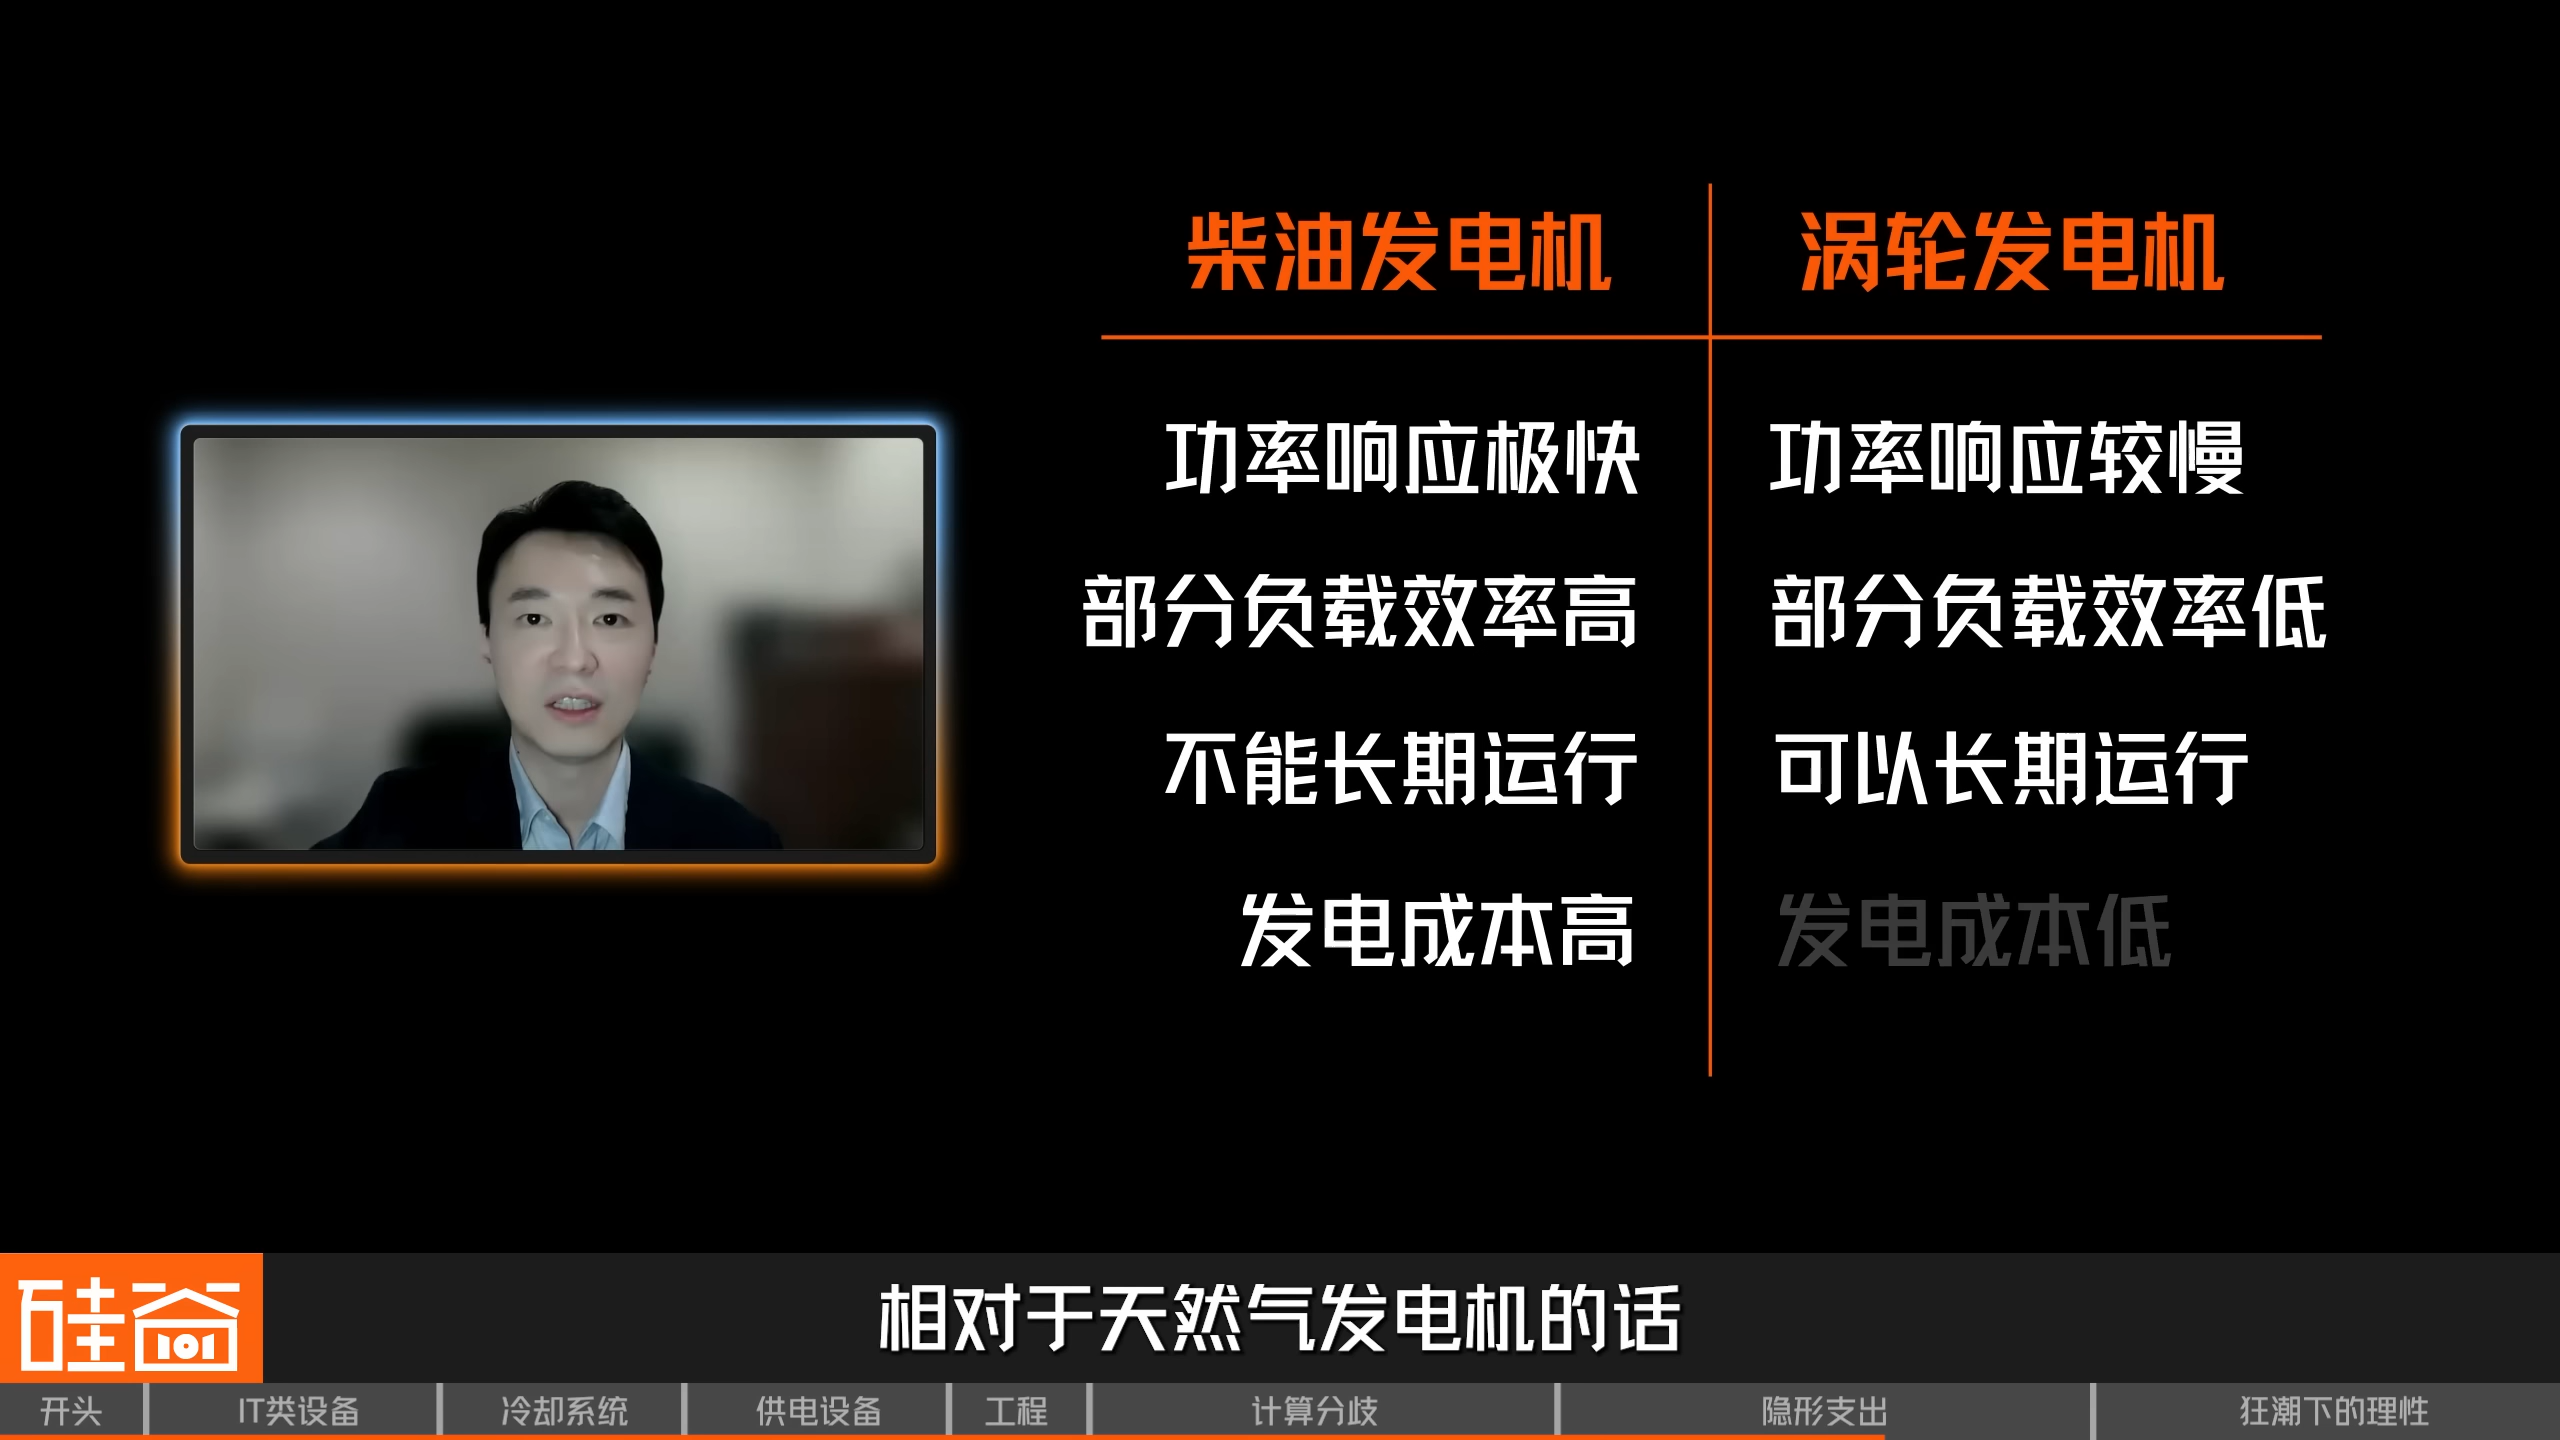 柴油发电机
涡轮发电机
功率响应极快
功率响应较慢
部分负载效率高
部分负载效率低
不能长期运行
可以长期运行
发电成本高
发电成本低
硅谷
101
相对于天然气发电机的话
开头
IT类设备
冷却系统
供电设备
工程
计算分歧
隐形支出
狂潮下的理性